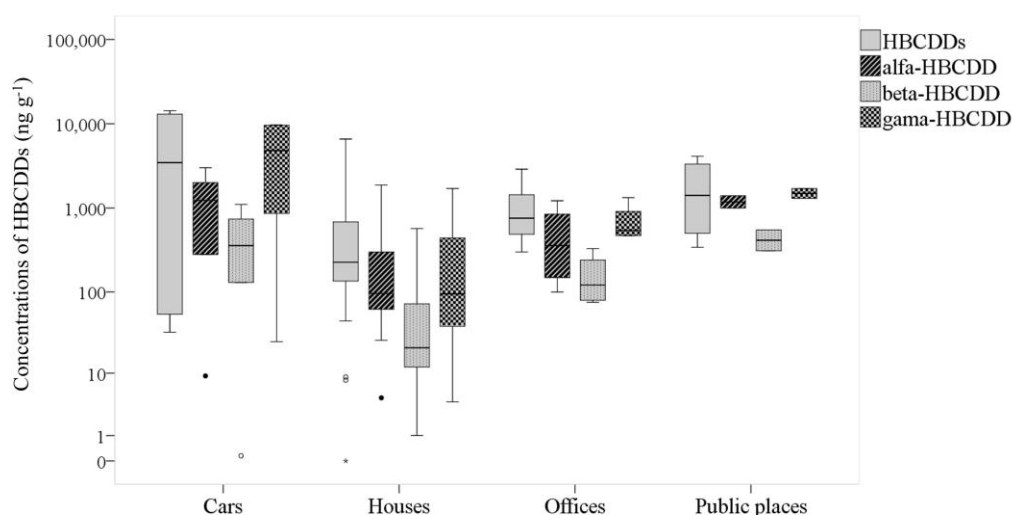 Concentrations of HBCDDs (ng g⁻¹)
100,000
10,000
1,000
100
10
1
0
Cars
Houses
Offices
Public places
HBCDDs
alfa-HBCDD
beta-HBCDD
gama-HBCDD